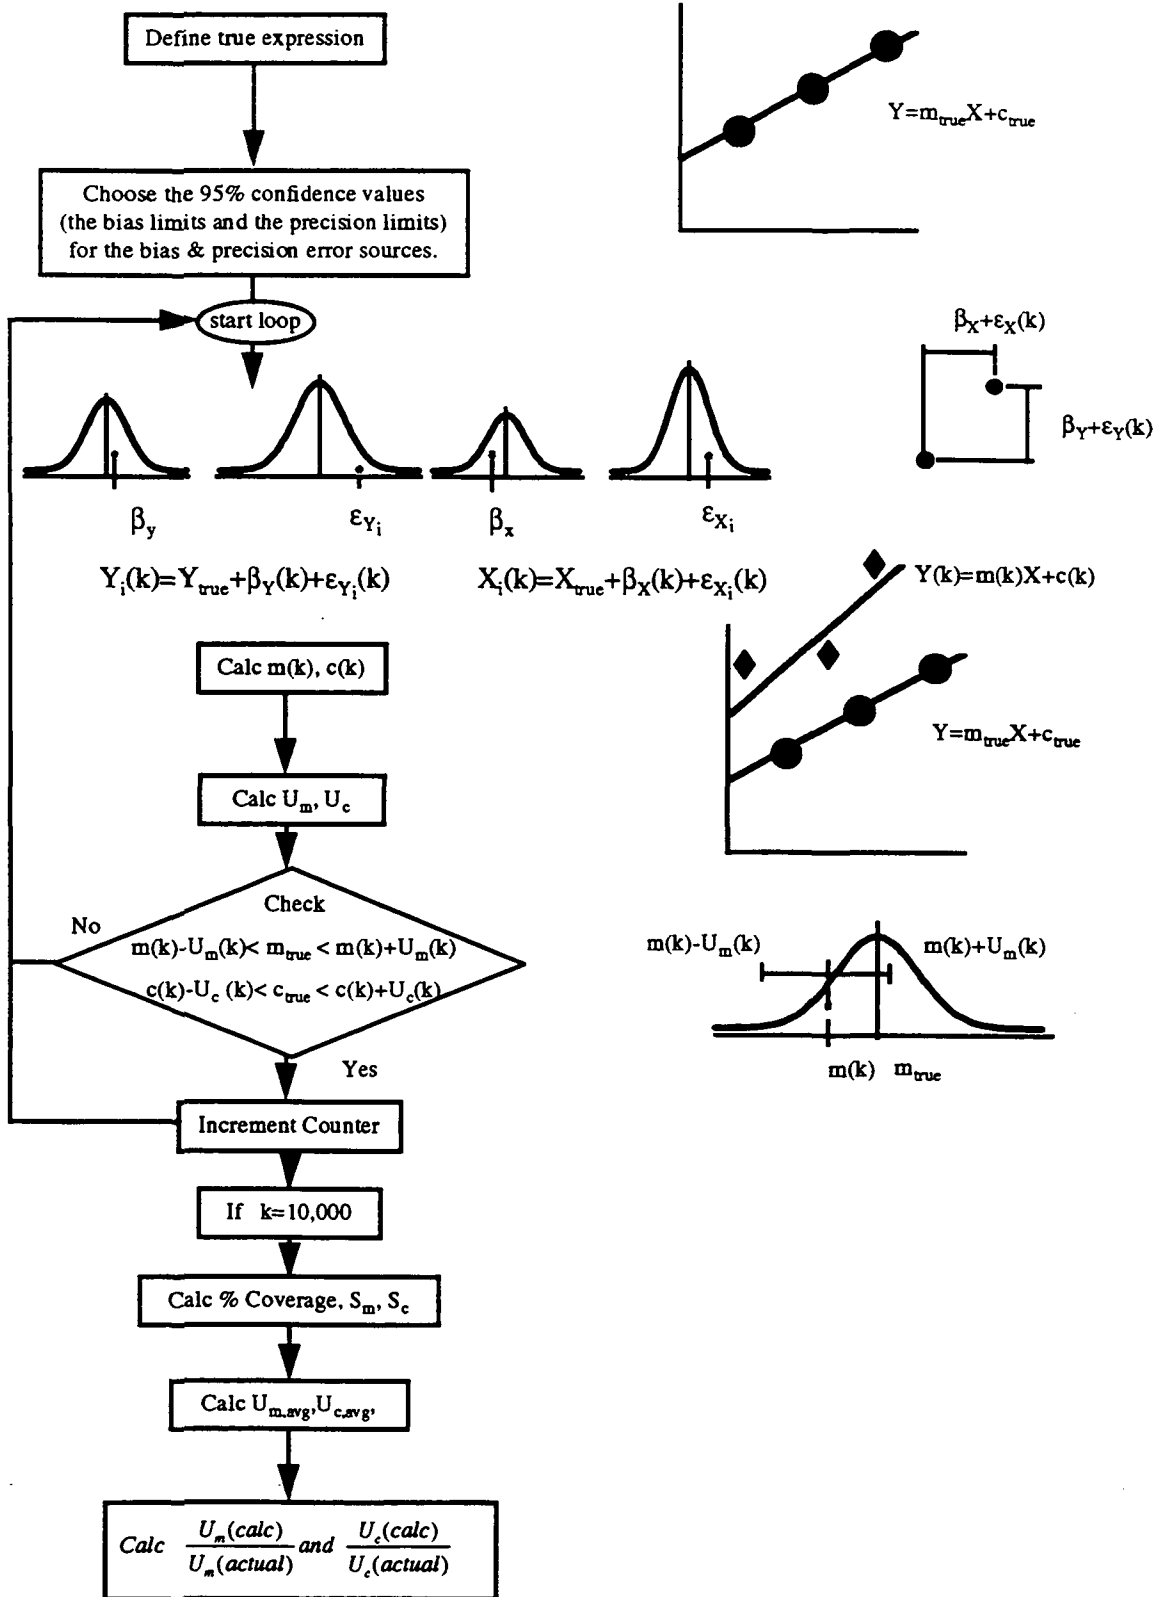 Define true expression
Y=m_true X+c_true
Choose the 95% confidence values
(the bias limits and the precision limits)
for the bias & precision error sources.
start loop
β_X+ε_X(k)
β_Y+ε_Y(k)
β_y
ε_Y_i
β_x
ε_X_i
Y_i(k)=Y_true+β_Y(k)+ε_Y_i(k)
X_i(k)=X_true+β_X(k)+ε_X_i(k)
Y(k)=m(k)X+c(k)
Y=m_true X+c_true
Calc m(k), c(k)
Calc U_m, U_c
Check
No
m(k)-U_m(k)< m_true < m(k)+U_m(k)
c(k)-U_c (k)< c_true < c(k)+U_c(k)
Yes
m(k)-U_m(k)
m(k)+U_m(k)
m(k)
m_true
Increment Counter
If k=10,000
Calc % Coverage, S_m, S_c
Calc U_m,avg,U_c,avg,
Calc U_m(calc)/U_m(actual) and U_c(calc)/U_c(actual)